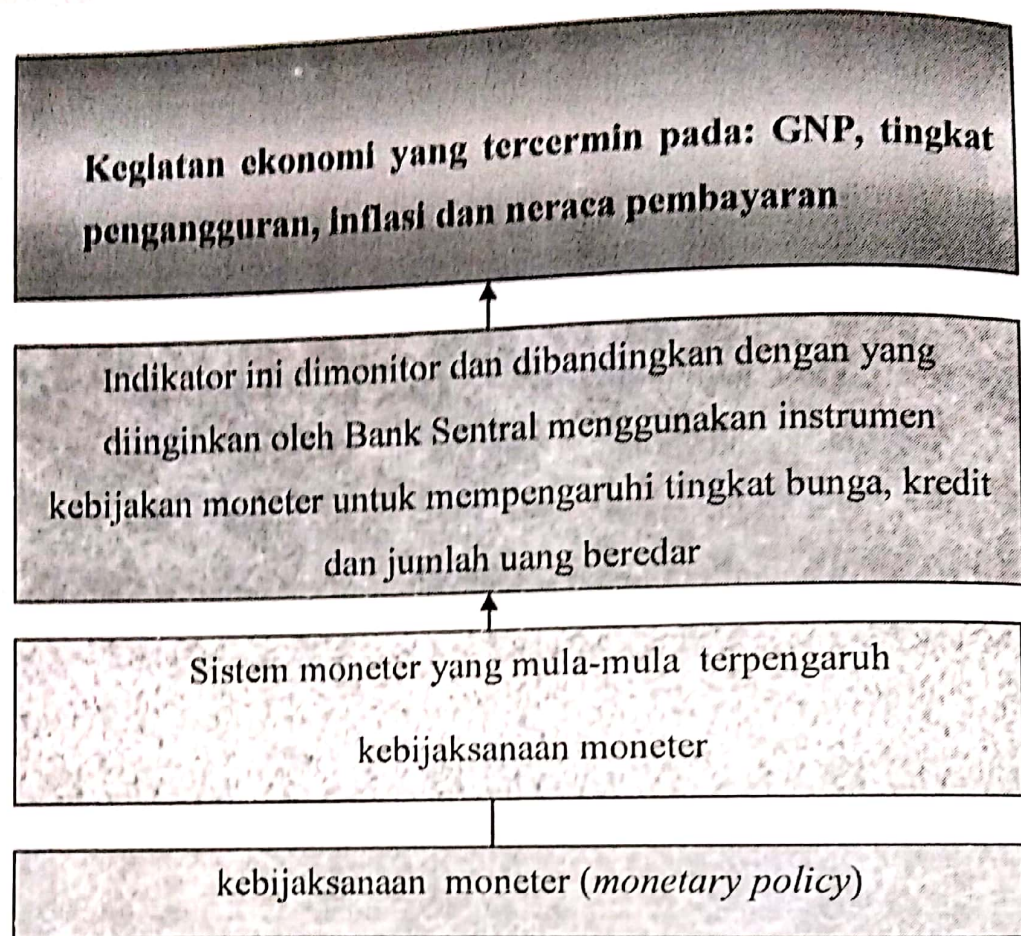 Kegiatan ekonomi yang tercermin pada: GNP, tingkat
pengangguran, inflasi dan neraca pembayaran
Indikator ini dimonitor dan dibandingkan dengan yang
diinginkan oleh Bank Sentral menggunakan instrumen
kebijakan moneter untuk mempengaruhi tingkat bunga, kredit
dan jumlah uang beredar
Sistem moneter yang mula-mula terpengaruh
kebijaksanaan moneter
kebijaksanaan moneter (monetary policy)